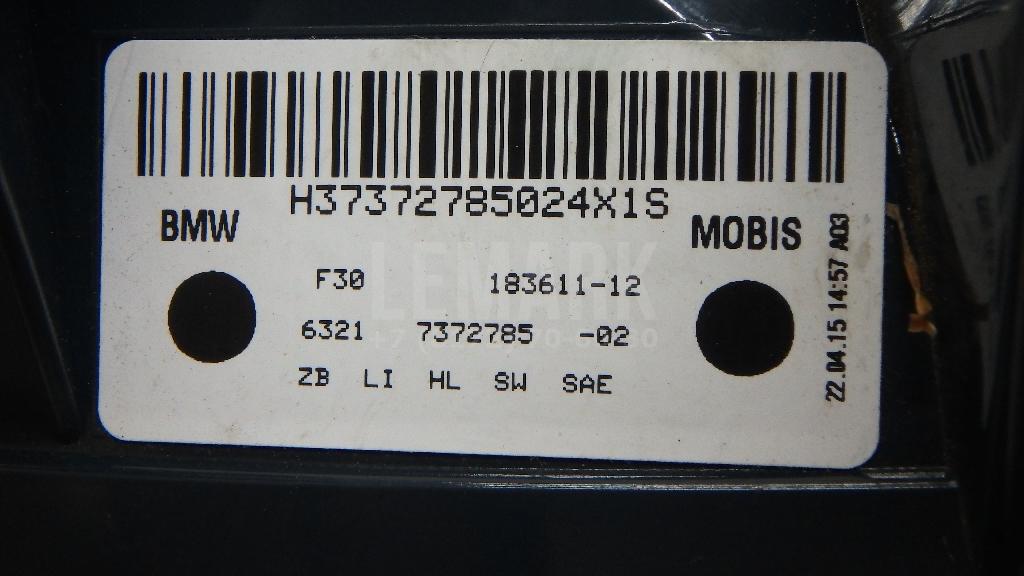 H37372785024X1S
BMW
MOBIS
F30 183611-12
6321 7372785 -02
ZB LI HL SW SAE
22.04.15 14:57 A03
LEMARK